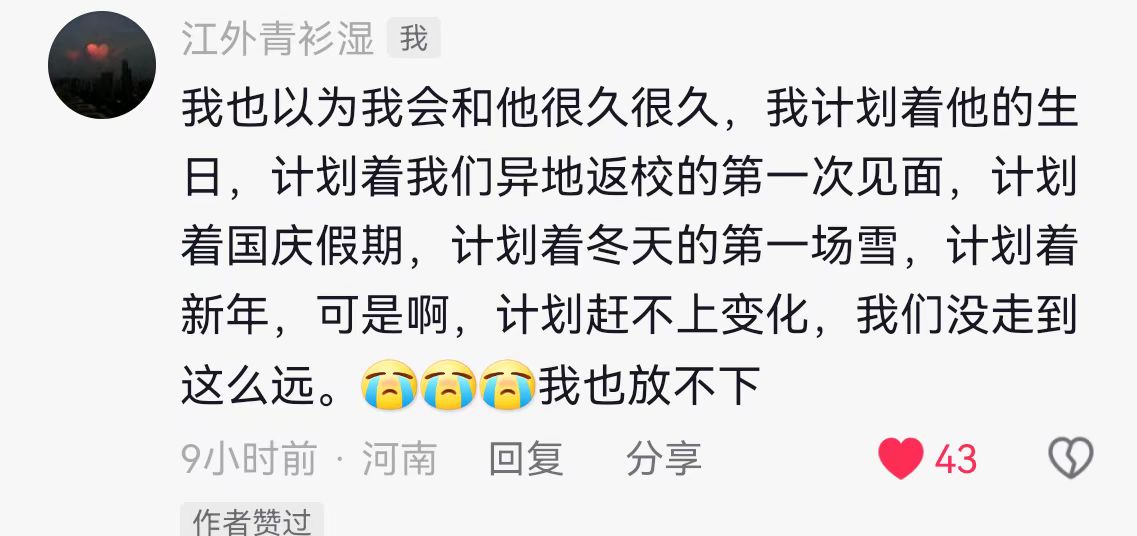 江外青衫湿 我
我也以为我会和他很久很久，我计划着他的生
日，计划着我们异地返校的第一次见面，计划
着国庆假期，计划着冬天的第一场雪，计划着
新年，可是啊，计划赶不上变化，我们没走到
这么远。😭😭😭我也放不下
9小时前 · 河南 回复 分享 43
作者赞过